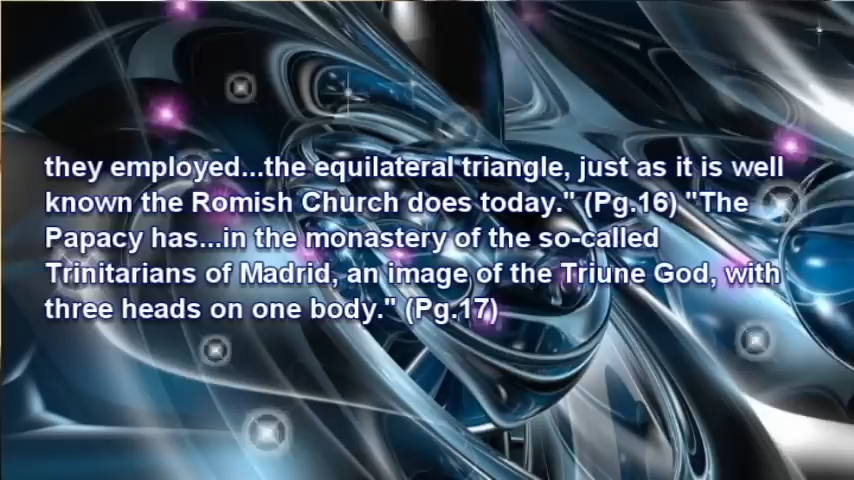 they employed...the equilateral triangle, just as it is well
known the Romish Church does today." (Pg.16) "The
Papacy has...in the monastery of the so-called
Trinitarians of Madrid, an image of the Triune God, with
three heads on one body." (Pg.17)